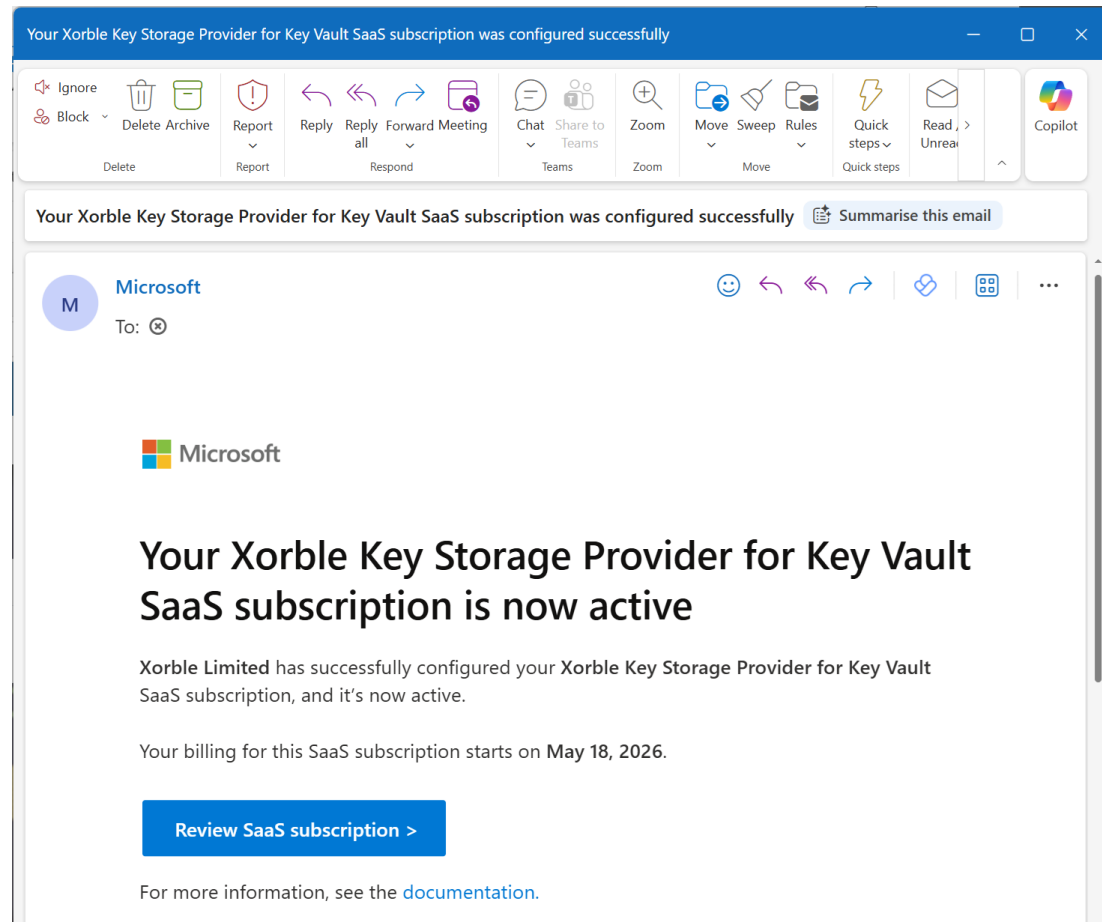 Your Xorble Key Storage Provider for Key Vault SaaS subscription was configured successfully
Ignore
Block
Delete
Archive
Delete
Report
Report
Reply
Reply all
Forward
Meeting
Respond
Chat
Share to Teams
Teams
Zoom
Zoom
Move
Sweep
Rules
Move
Quick steps
Quick steps
Read /
Unrea
Copilot
Your Xorble Key Storage Provider for Key Vault SaaS subscription was configured successfully
Summarise this email
M
Microsoft
To:
Microsoft
Your Xorble Key Storage Provider for Key Vault
SaaS subscription is now active
Xorble Limited has successfully configured your Xorble Key Storage Provider for Key Vault
SaaS subscription, and it’s now active.
Your billing for this SaaS subscription starts on May 18, 2026.
Review SaaS subscription >
For more information, see the documentation.